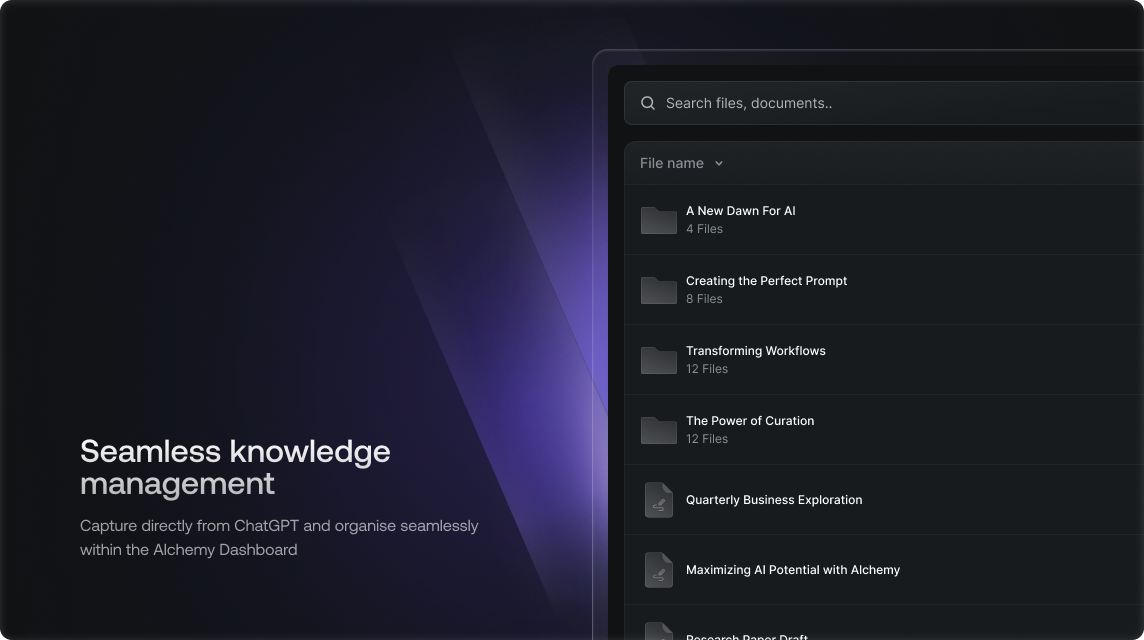 Search files, documents..
File name
A New Dawn For AI
4 Files
Creating the Perfect Prompt
8 Files
Transforming Workflows
12 Files
The Power of Curation
12 Files
Quarterly Business Exploration
Maximizing AI Potential with Alchemy
Research Paper Draft
Seamless knowledge
management
Capture directly from ChatGPT and organise seamlessly
within the Alchemy Dashboard